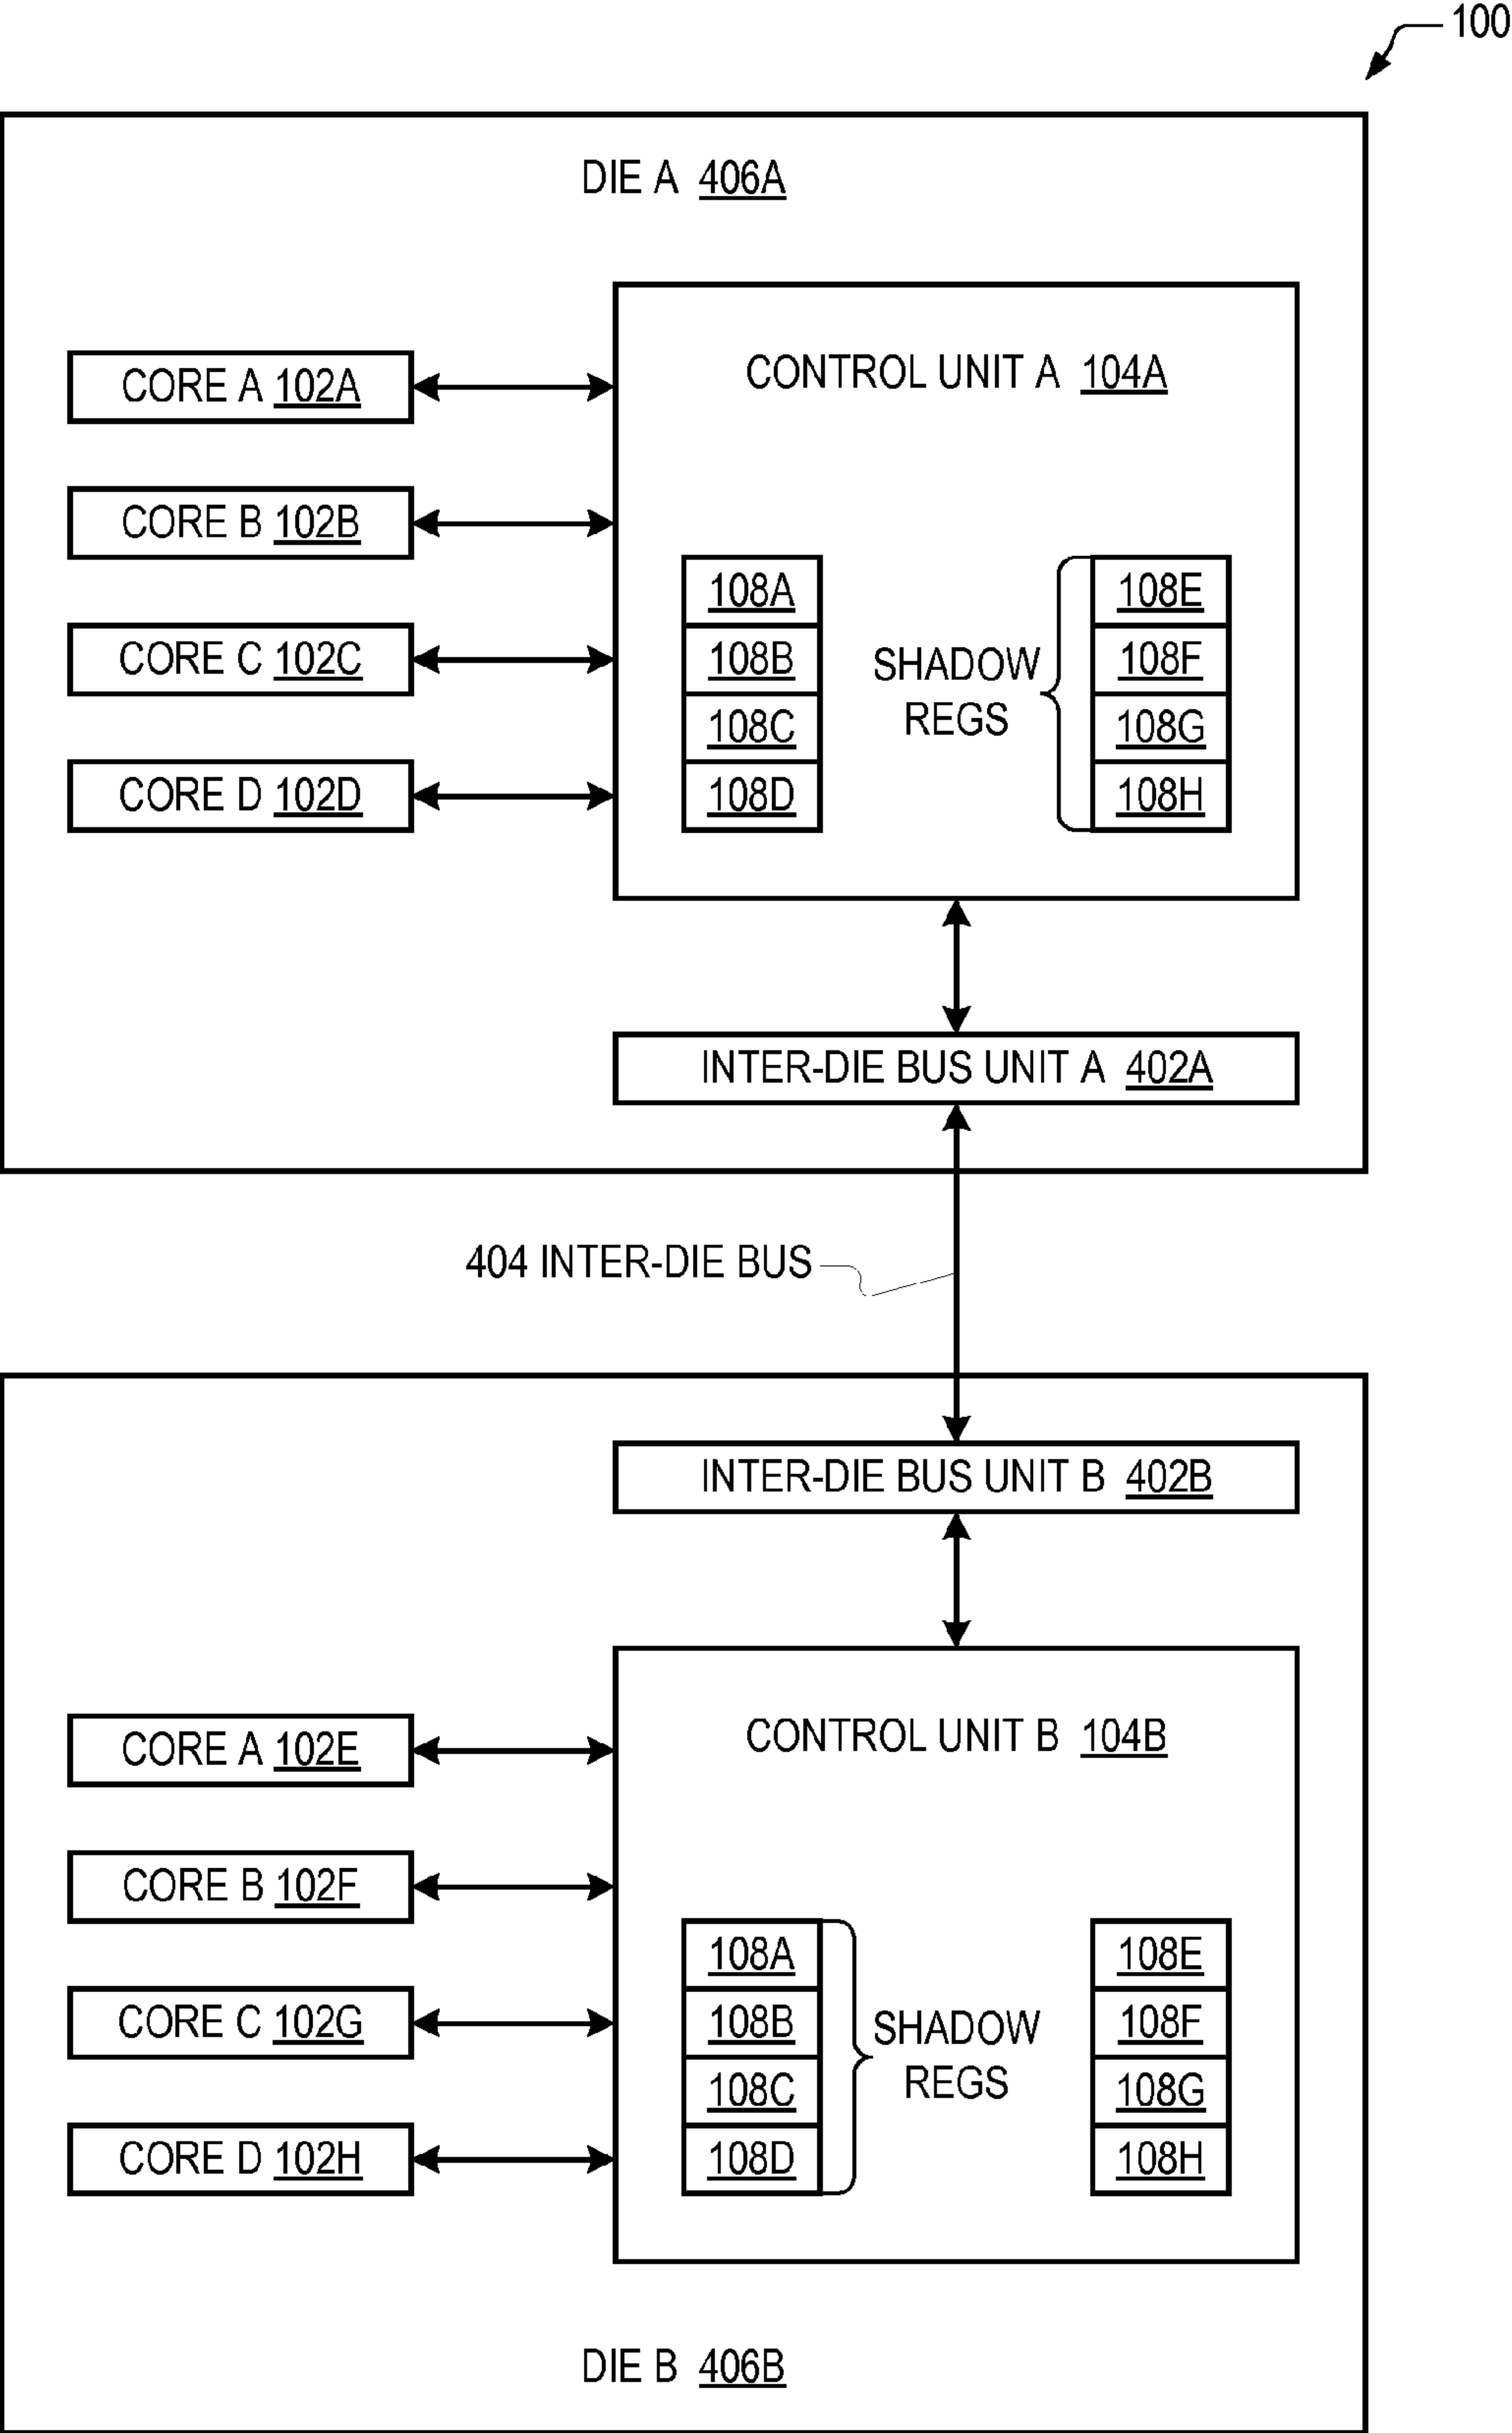 100
DIE A 406A
CONTROL UNIT A 104A
CORE A 102A
CORE B 102B
CORE C 102C
CORE D 102D
108A
108B
108C
108D
SHADOW
REGS
108E
108F
108G
108H
INTER-DIE BUS UNIT A 402A
404 INTER-DIE BUS
INTER-DIE BUS UNIT B 402B
CONTROL UNIT B 104B
CORE A 102E
CORE B 102F
CORE C 102G
CORE D 102H
108A
108B
108C
108D
SHADOW
REGS
108E
108F
108G
108H
DIE B 406B